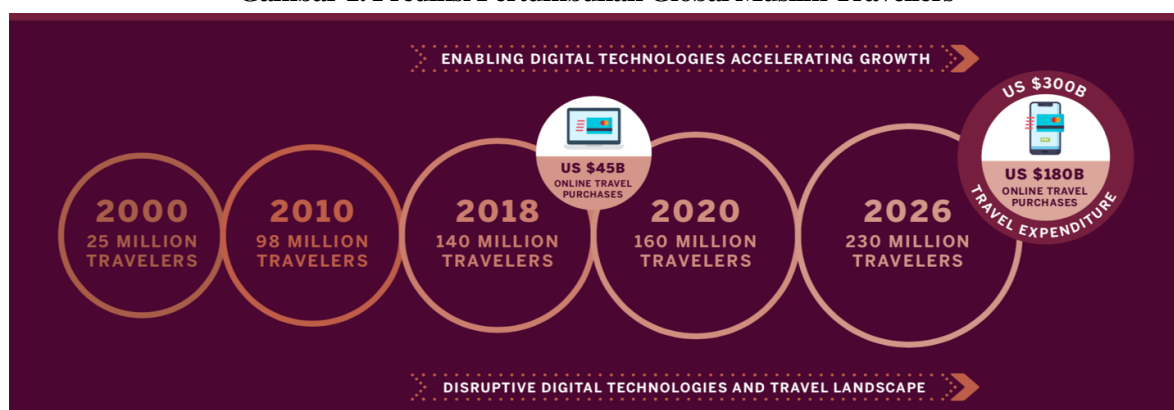 ENABLING DIGITAL TECHNOLOGIES ACCELERATING GROWTH
2000
25 MILLION
TRAVELERS
2010
98 MILLION
TRAVELERS
2018
140 MILLION
TRAVELERS
US $45B
ONLINE TRAVEL
PURCHASES
2020
160 MILLION
TRAVELERS
2026
230 MILLION
TRAVELERS
US $300B
US $180B
ONLINE TRAVEL
PURCHASES
TRAVEL EXPENDITURE
DISRUPTIVE DIGITAL TECHNOLOGIES AND TRAVEL LANDSCAPE